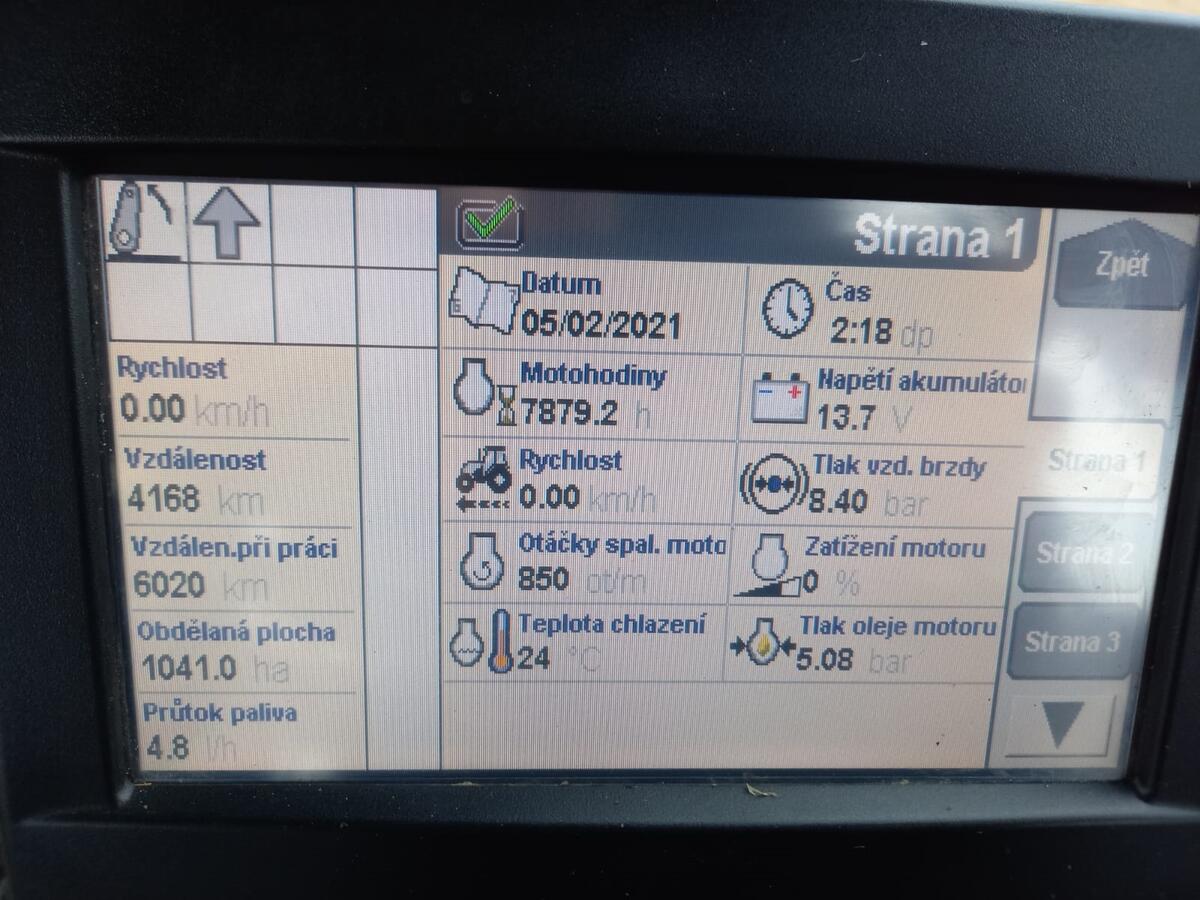 Strana 1
Zpět
Datum
05/02/2021
Čas
2:18 dp
Motohodiny
7879.2 h
Napětí akumuláto
13.7 V
Rychlost
0.00 km/h
Tlak vzd. brzdy
8.40 bar
Otáčky spal. moto
850 ot/m
Zatížení motoru
0 %
Teplota chlazení
24 °C
Tlak oleje motoru
5.08 bar
Rychlost
0.00 km/h
Vzdálenost
4168 km
Vzdálen.při práci
6020 km
Obdělaná plocha
1041.0 ha
Průtok paliva
4.8 l/h
Strana 1
Strana 2
Strana 3